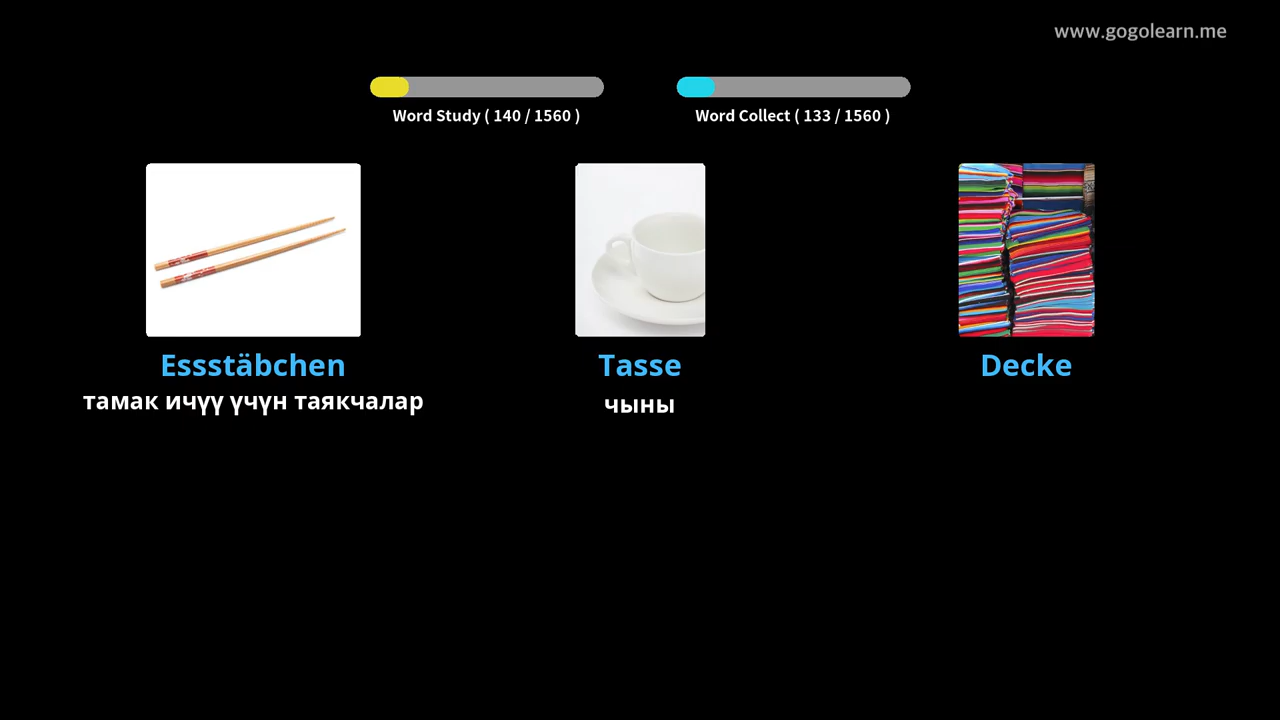 www.gogolearn.me
Word Study ( 140 / 1560 )
Word Collect ( 133 / 1560 )
Essstäbchen
Tasse
Decke
тамак ичүү үчүн таякчалар
чыны